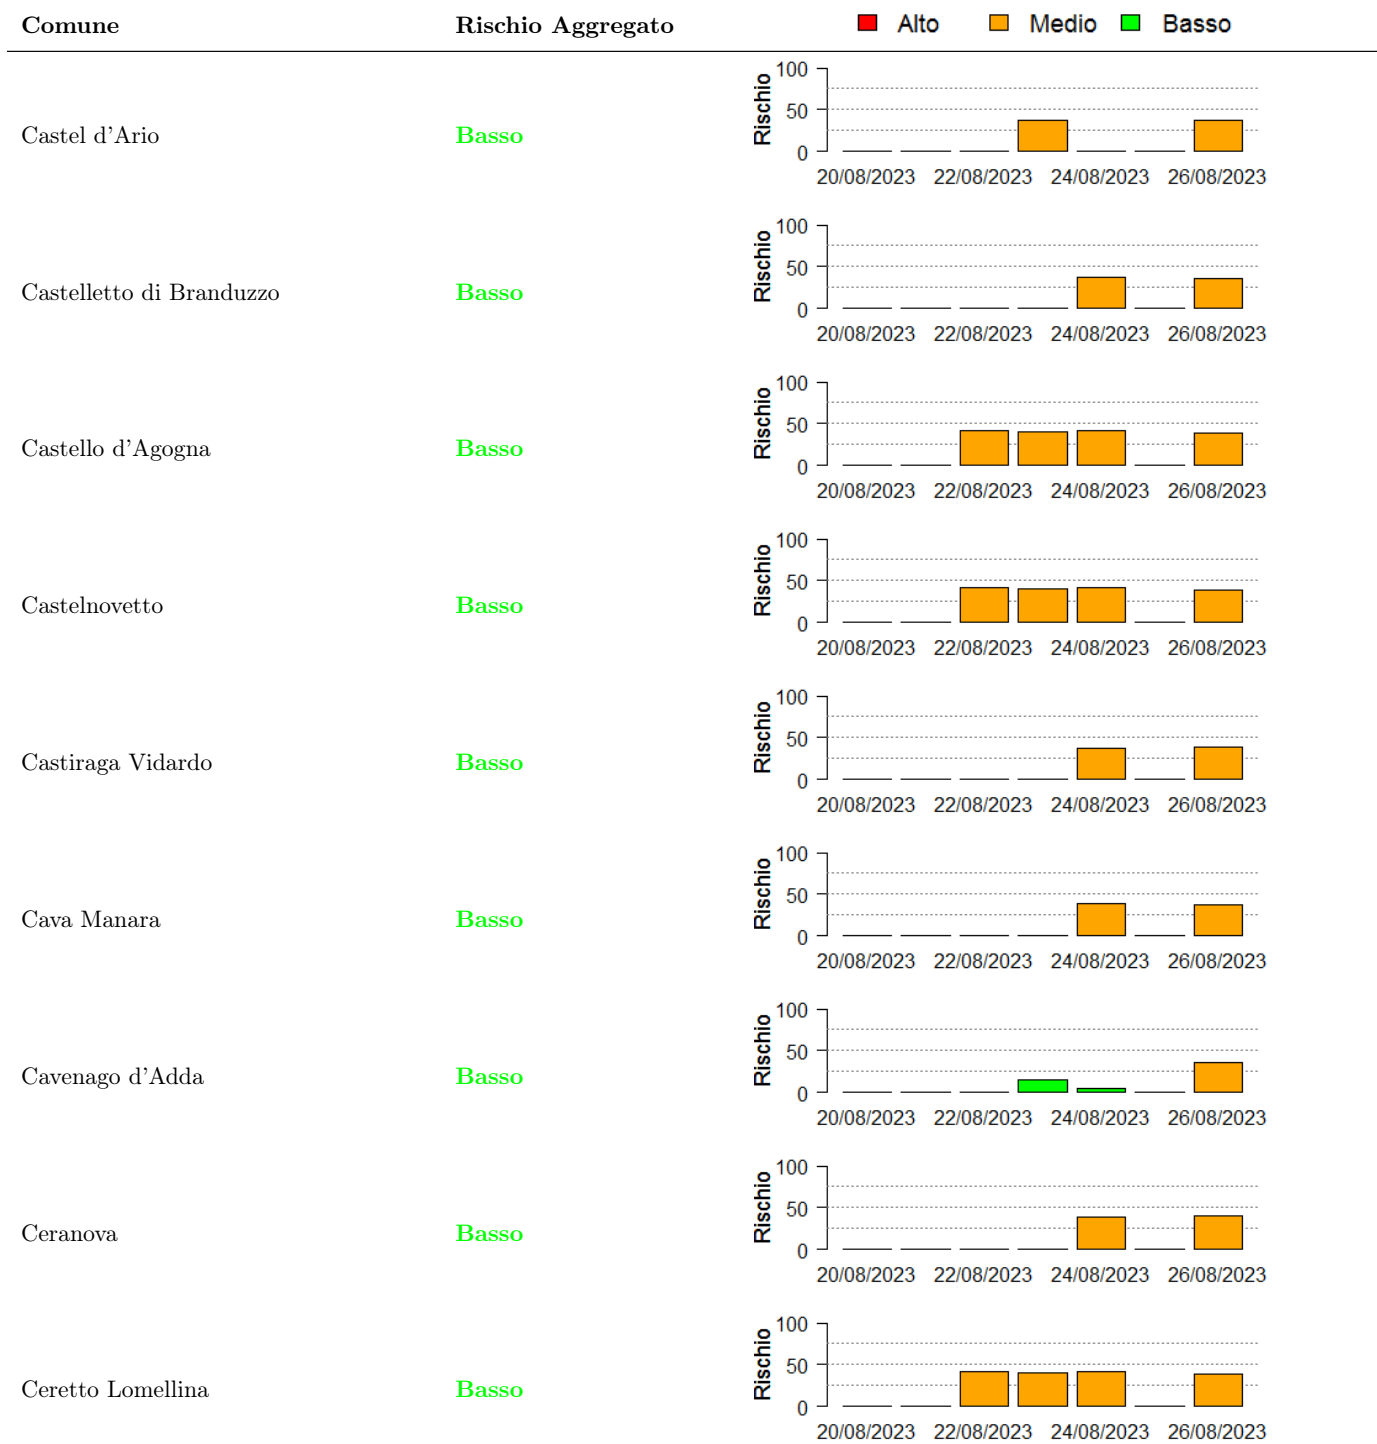 Comune Rischio Aggregato Alto Medio Basso
100
50
0
Rischio
Castel d'Ario Basso
20/08/2023 22/08/2023 24/08/2023 26/08/2023
100
50
0
Rischio
Castelletto di Branduzzo Basso
20/08/2023 22/08/2023 24/08/2023 26/08/2023
100
50
0
Rischio
Castello d'Agogna Basso
20/08/2023 22/08/2023 24/08/2023 26/08/2023
100
50
0
Rischio
Castelnovetto Basso
20/08/2023 22/08/2023 24/08/2023 26/08/2023
100
50
0
Rischio
Castiraga Vidardo Basso
20/08/2023 22/08/2023 24/08/2023 26/08/2023
100
50
0
Rischio
Cava Manara Basso
20/08/2023 22/08/2023 24/08/2023 26/08/2023
100
50
0
Rischio
Cavenago d'Adda Basso
20/08/2023 22/08/2023 24/08/2023 26/08/2023
100
50
0
Rischio
Ceranova Basso
20/08/2023 22/08/2023 24/08/2023 26/08/2023
100
50
0
Rischio
Ceretto Lomellina Basso
20/08/2023 22/08/2023 24/08/2023 26/08/2023